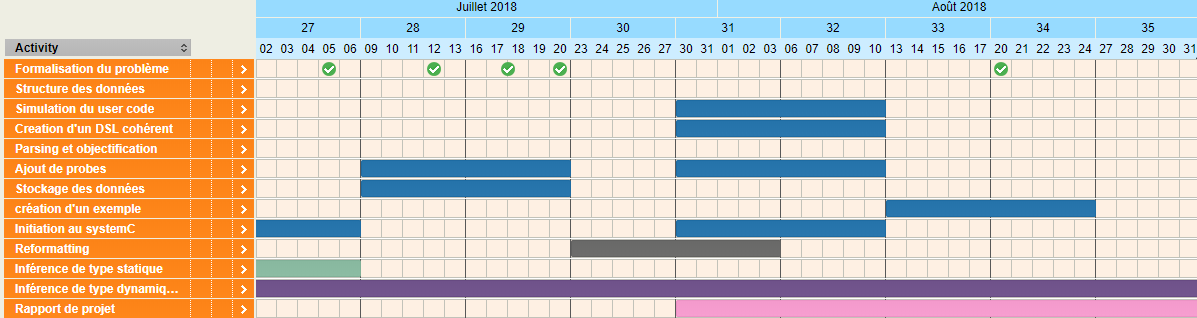 Juillet 2018 Août 2018
27 28 29 30 31 32 33 34 35
Activity 02 03 04 05 06 09 10 11 12 13 16 17 18 19 20 23 24 25 26 27 30 31 01 02 03 06 07 08 09 10 13 14 15 16 17 20 21 22 23 24 27 28 29 30 31
Formalisation du problème
Structure des données
Simulation du user code
Creation d'un DSL cohérent
Parsing et objectification
Ajout de probes
Stockage des données
création d'un exemple
Initiation au systemC
Reformatting
Inférence de type statique
Inférence de type dynamiq...
Rapport de projet